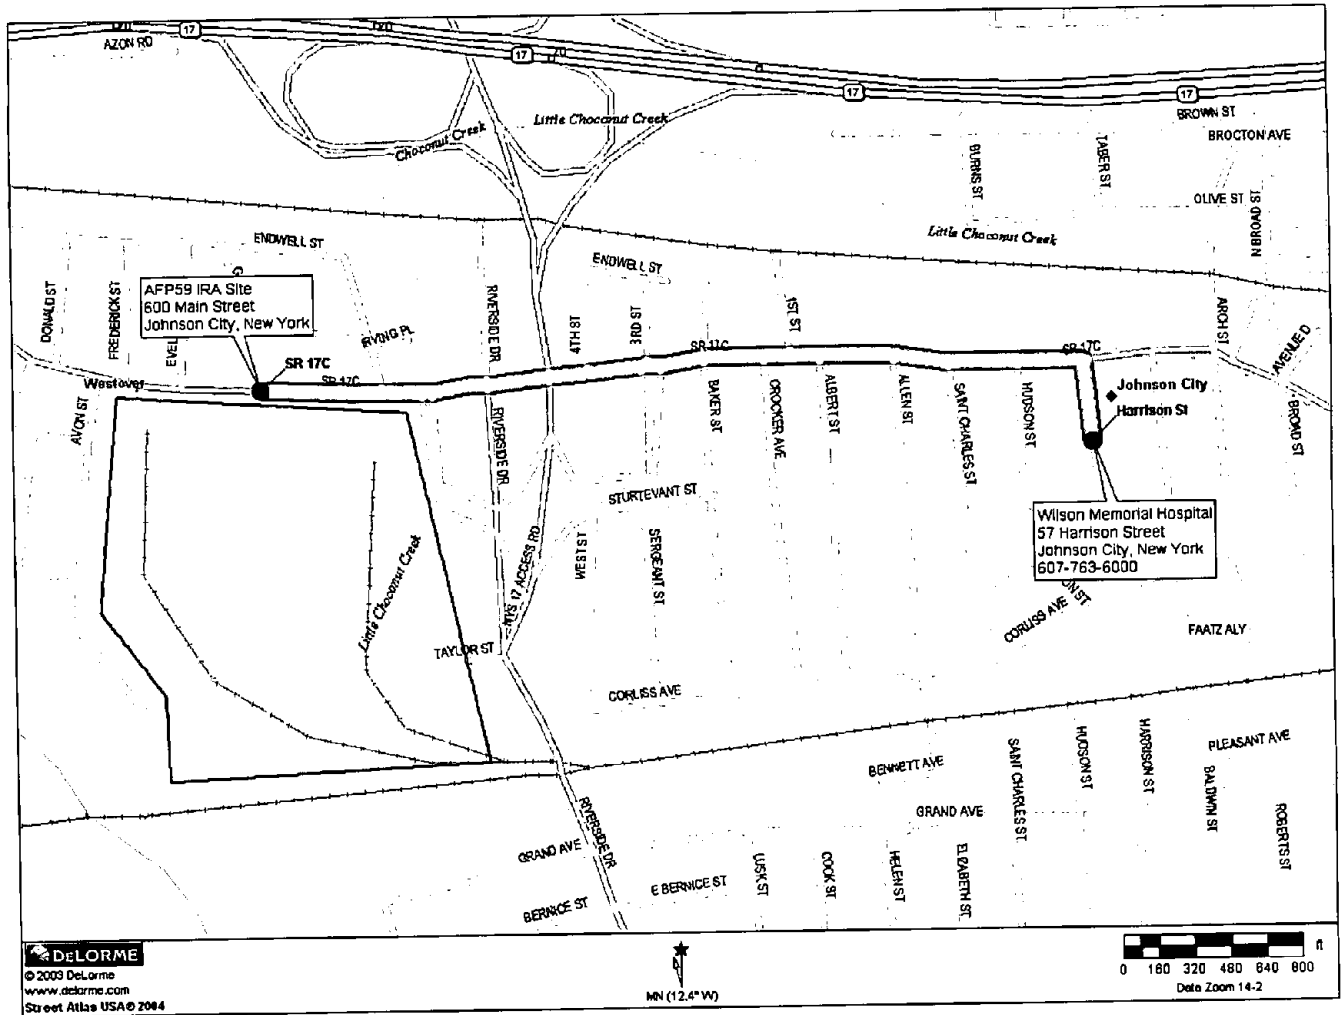 17
AZON RD
17
17
17
BROWN ST
BROCTON AVE
Little Choconut Creek
Choconut Creek
BURNS ST
TABER ST
OLIVE ST
N BROAD ST
Little Choconut Creek
ENDWELL ST
ENDWELL ST
DONALD ST
FREDERICK ST
EVEL
AFP59 IRA Site
600 Main Street
Johnson City, New York
IRVING PL
RIVERSIDE DR
4TH ST
3RD ST
1ST ST
ARCH ST
AVENUE D
SR 17C
SR 17C
SR 17C
SR 17C
Westover
AVON ST
RIVERSIDE DR
BAKER ST
CROCKER AVE
ALBERT ST
ALLEN ST
SAINT CHARLES ST
HUDSON ST
Johnson City
Harrison St
BROAD ST
STURTEVANT ST
Wilson Memorial Hospital
57 Harrison Street
Johnson City, New York
607-763-6000
Little Choconut Creek
NYS 17 ACCESS RD
WEST ST
SERGEANT ST
ON ST
CORLISS AVE
FAATZ ALY
TAYLOR ST
CORLISS AVE
BENNETT AVE
SAINT CHARLES ST
HUDSON ST
HARRISON ST
PLEASANT AVE
BALDWIN ST
ROBERTS ST
GRAND AVE
RIVERSIDE DR
GRAND AVE
E BERNICE ST
BERNICE ST
LUSK ST
COOK ST
HELEN ST
ELIZABETH ST
DELORME
© 2003 DeLorme
www.delorme.com
Street Atlas USA® 2004
MN (12.4° W)
ft
0 160 320 480 640 800
Data Zoom 14-2